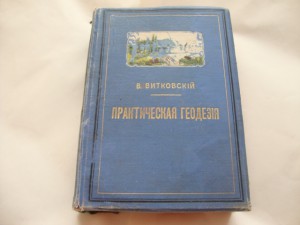 В. ВИТКОВСКІЙ
ПРАКТИЧЕСКАЯ ГЕОДЕЗІЯ